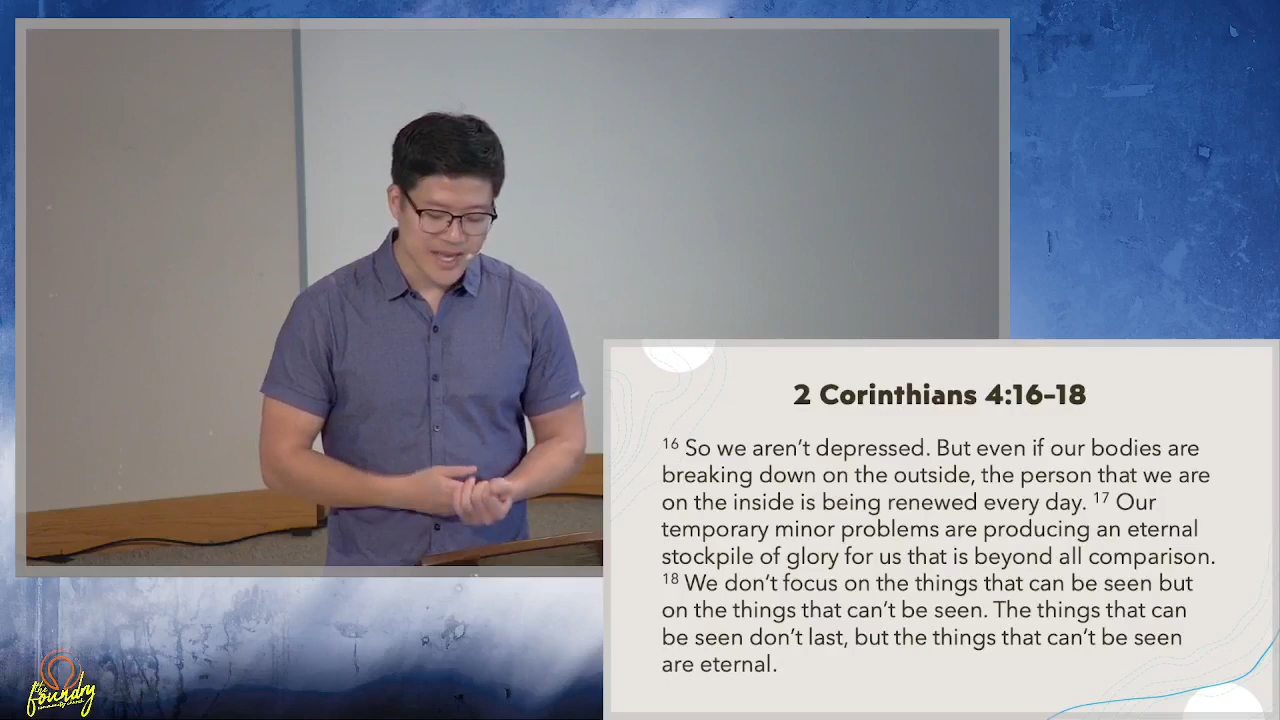 2 Corinthians 4:16-18
16 So we aren't depressed. But even if our bodies are
breaking down on the outside, the person that we are
on the inside is being renewed every day. 17 Our
temporary minor problems are producing an eternal
stockpile of glory for us that is beyond all comparison.
18 We don't focus on the things that can be seen but
on the things that can't be seen. The things that can
be seen don't last, but the things that can't be seen
are eternal.
the
Foundry
community church